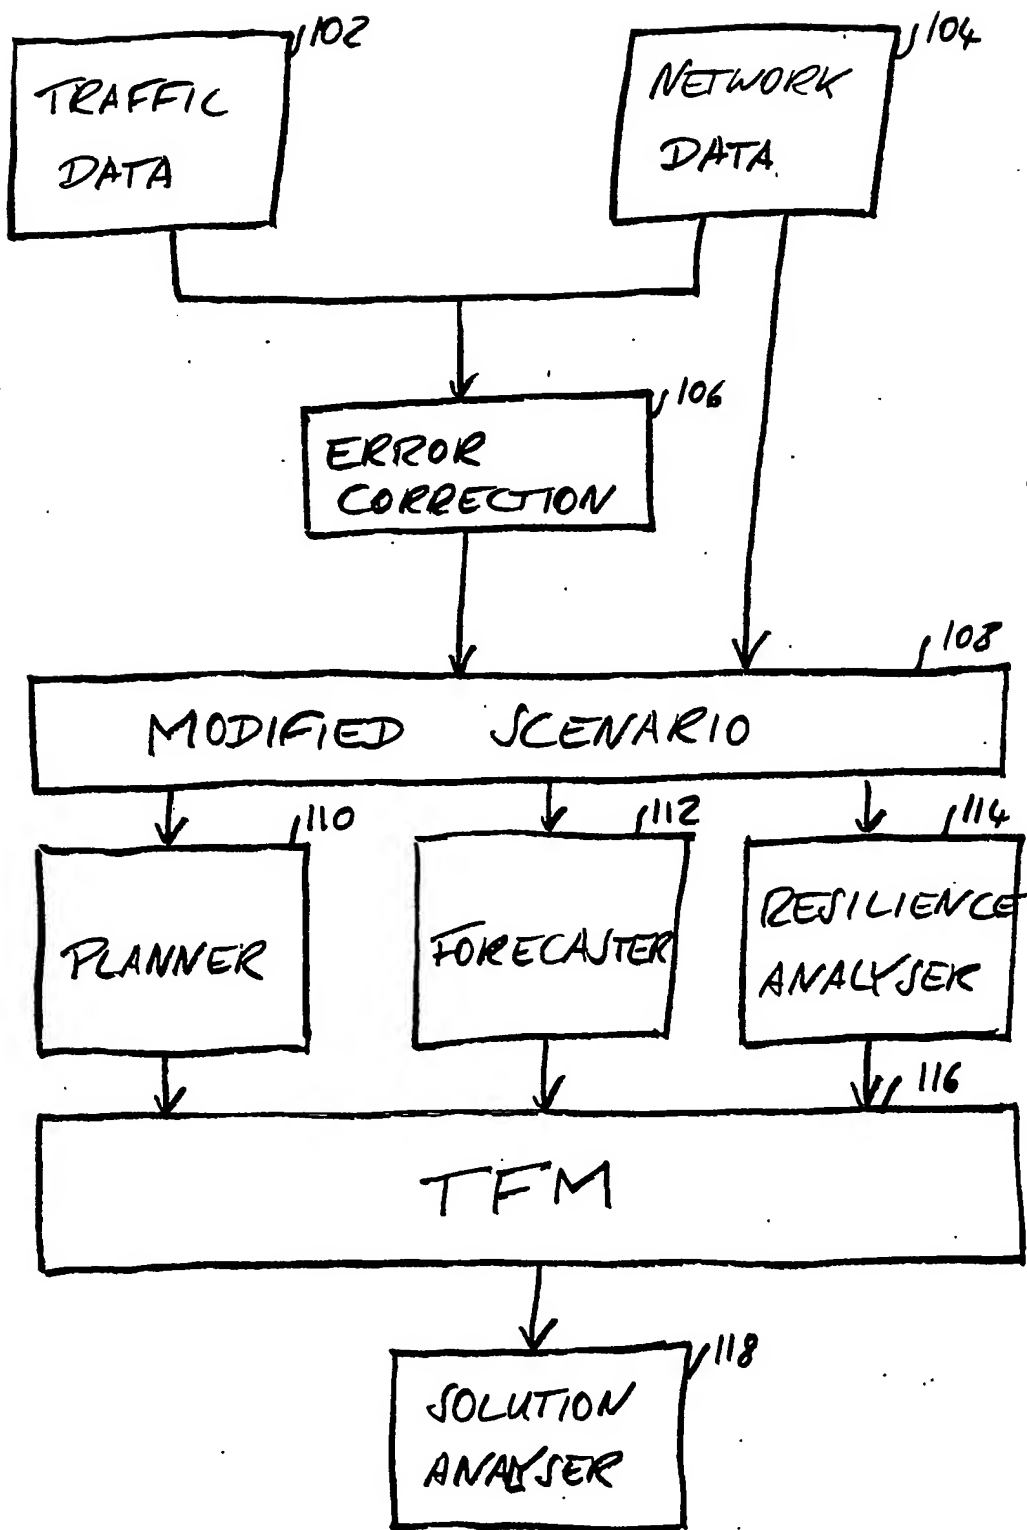 102
TRAFFIC
DATA
104
NETWORK
DATA.
106
ERROR
CORRECTION
108
MODIFIED SCENARIO
110
PLANNER
112
FORECASTER
114
RESILIENCE
ANALYSER
116
TFM
118
SOLUTION
ANALYSER